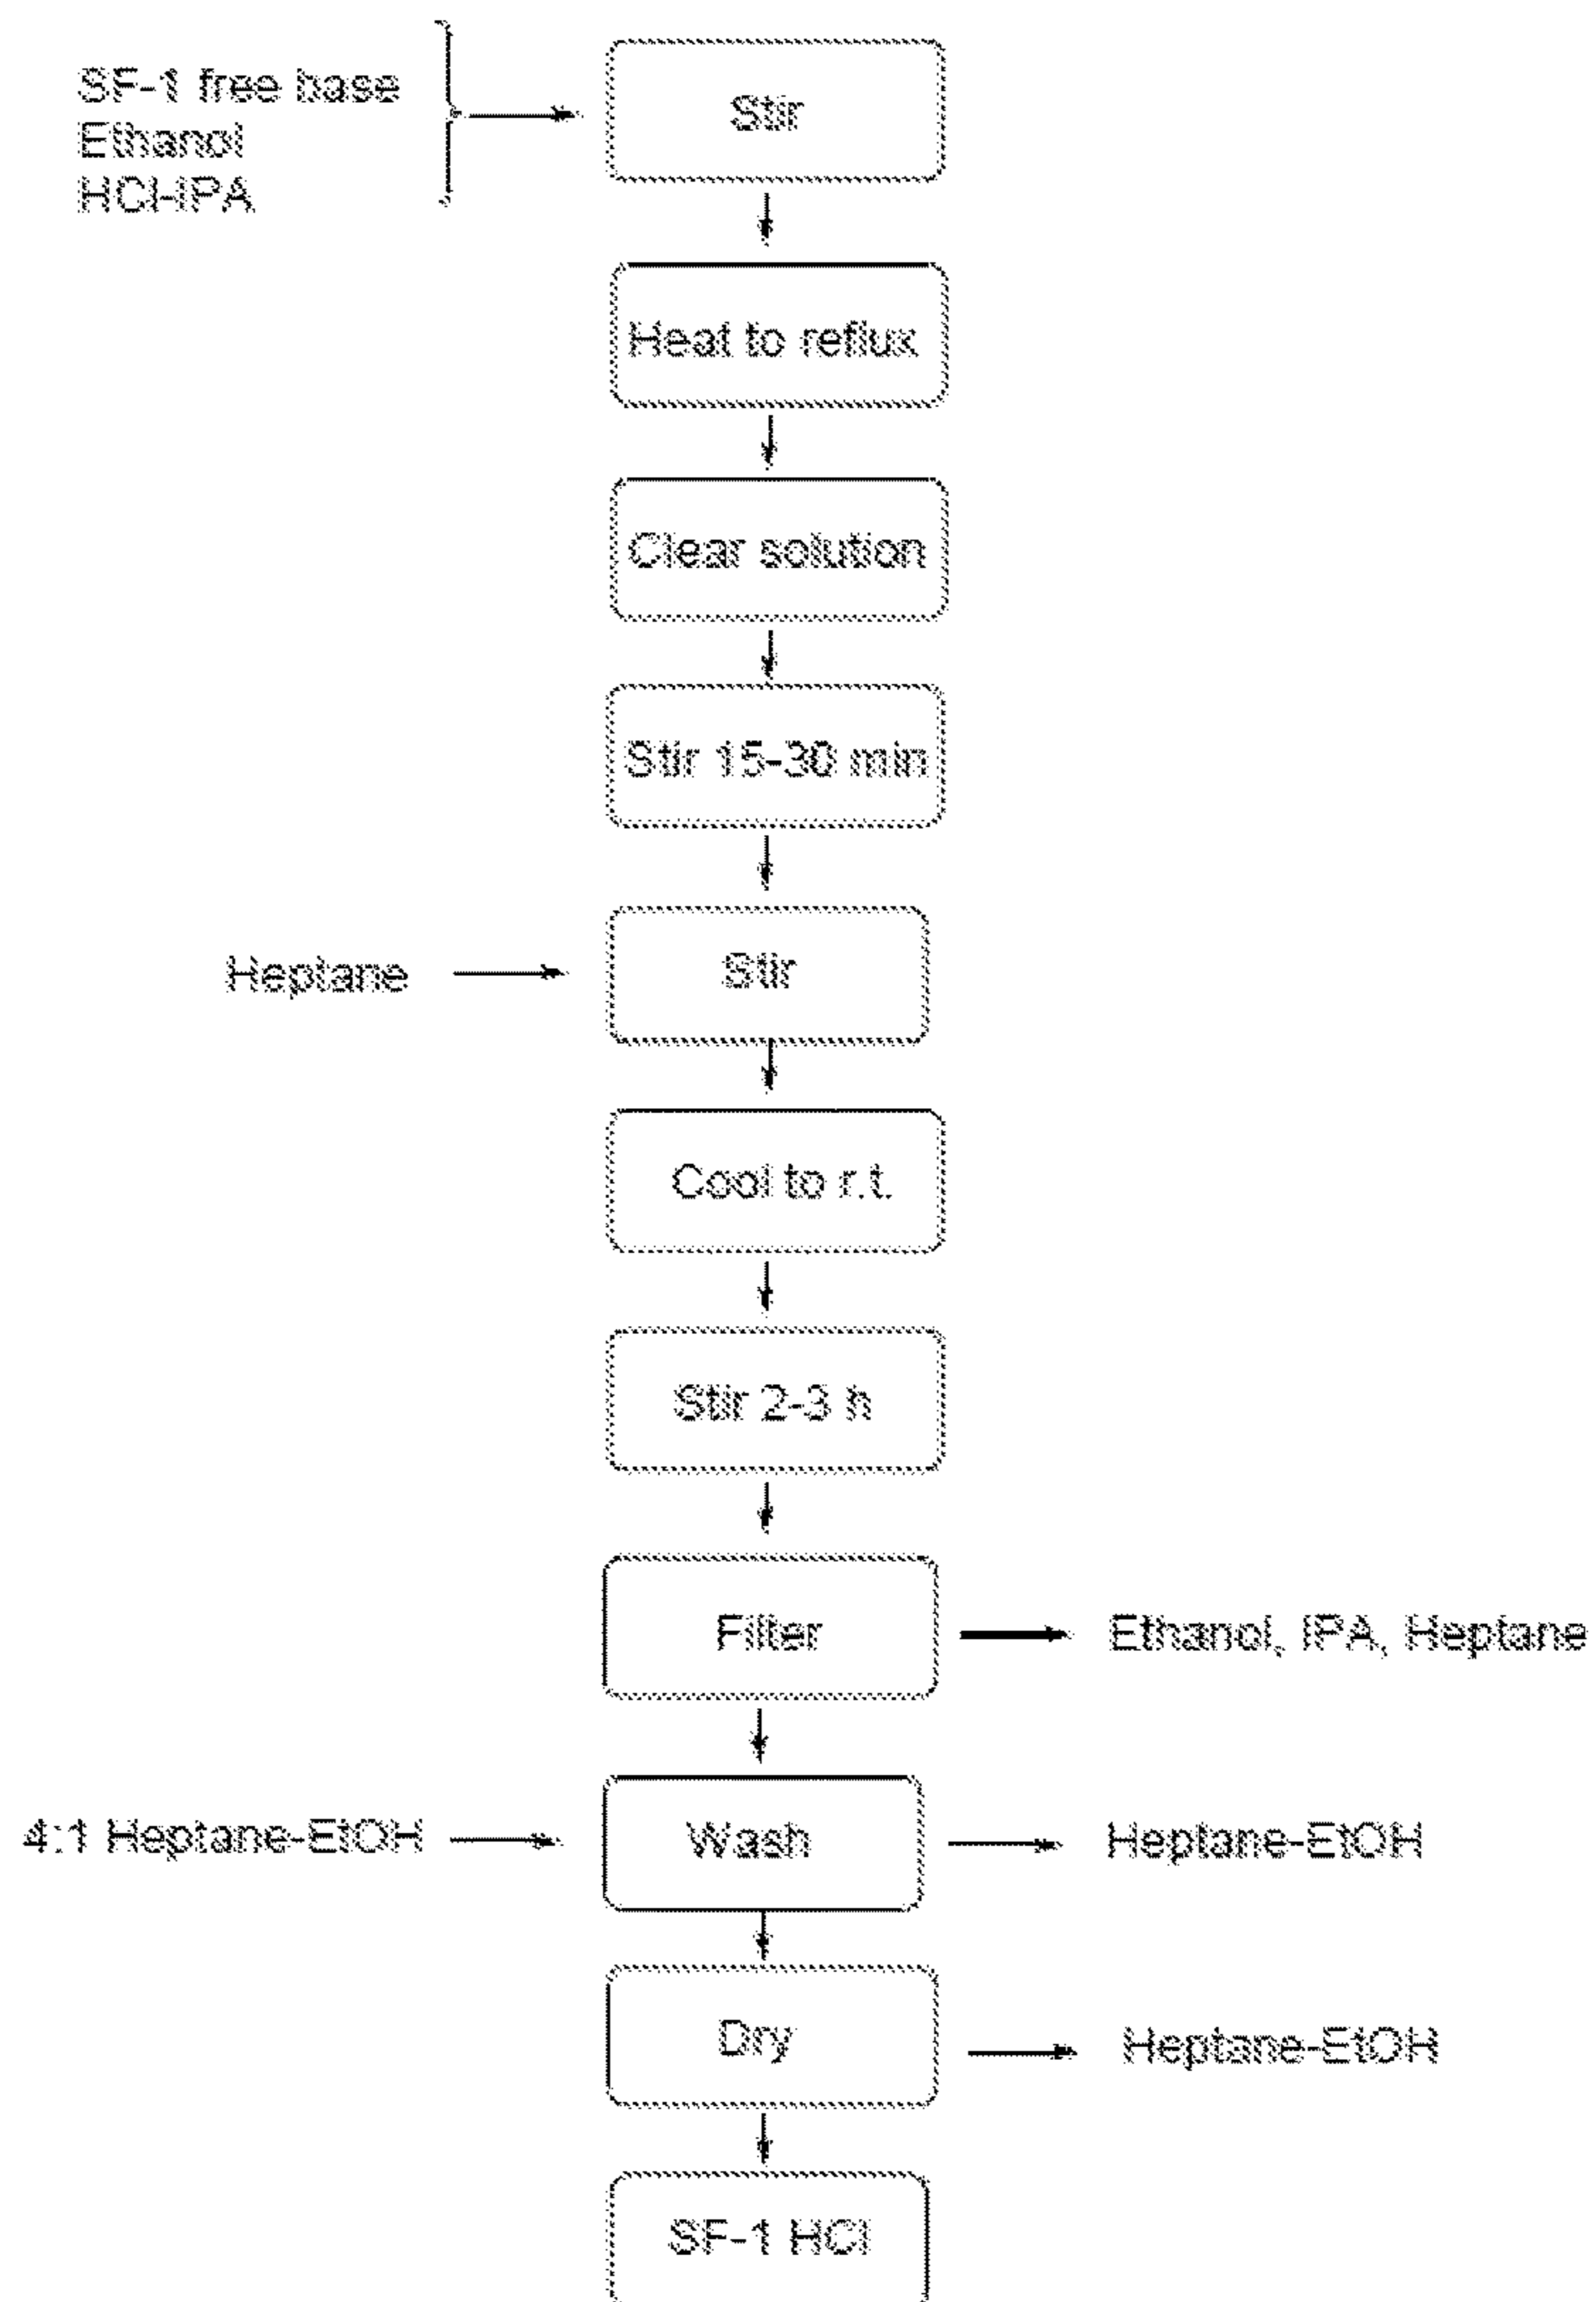 SF-1 free base
Ethanol
HCl-IPA
Stir
Heat to reflux
Clear solution
Stir 15-30 min
Heptane
Stir
Cool to r.t.
Stir 2-3 h
Filter
Ethanol, IPA, Heptane
4:1 Heptane-EtOH
Wash
Heptane-EtOH
Dry
Heptane-EtOH
SF-1 HCl